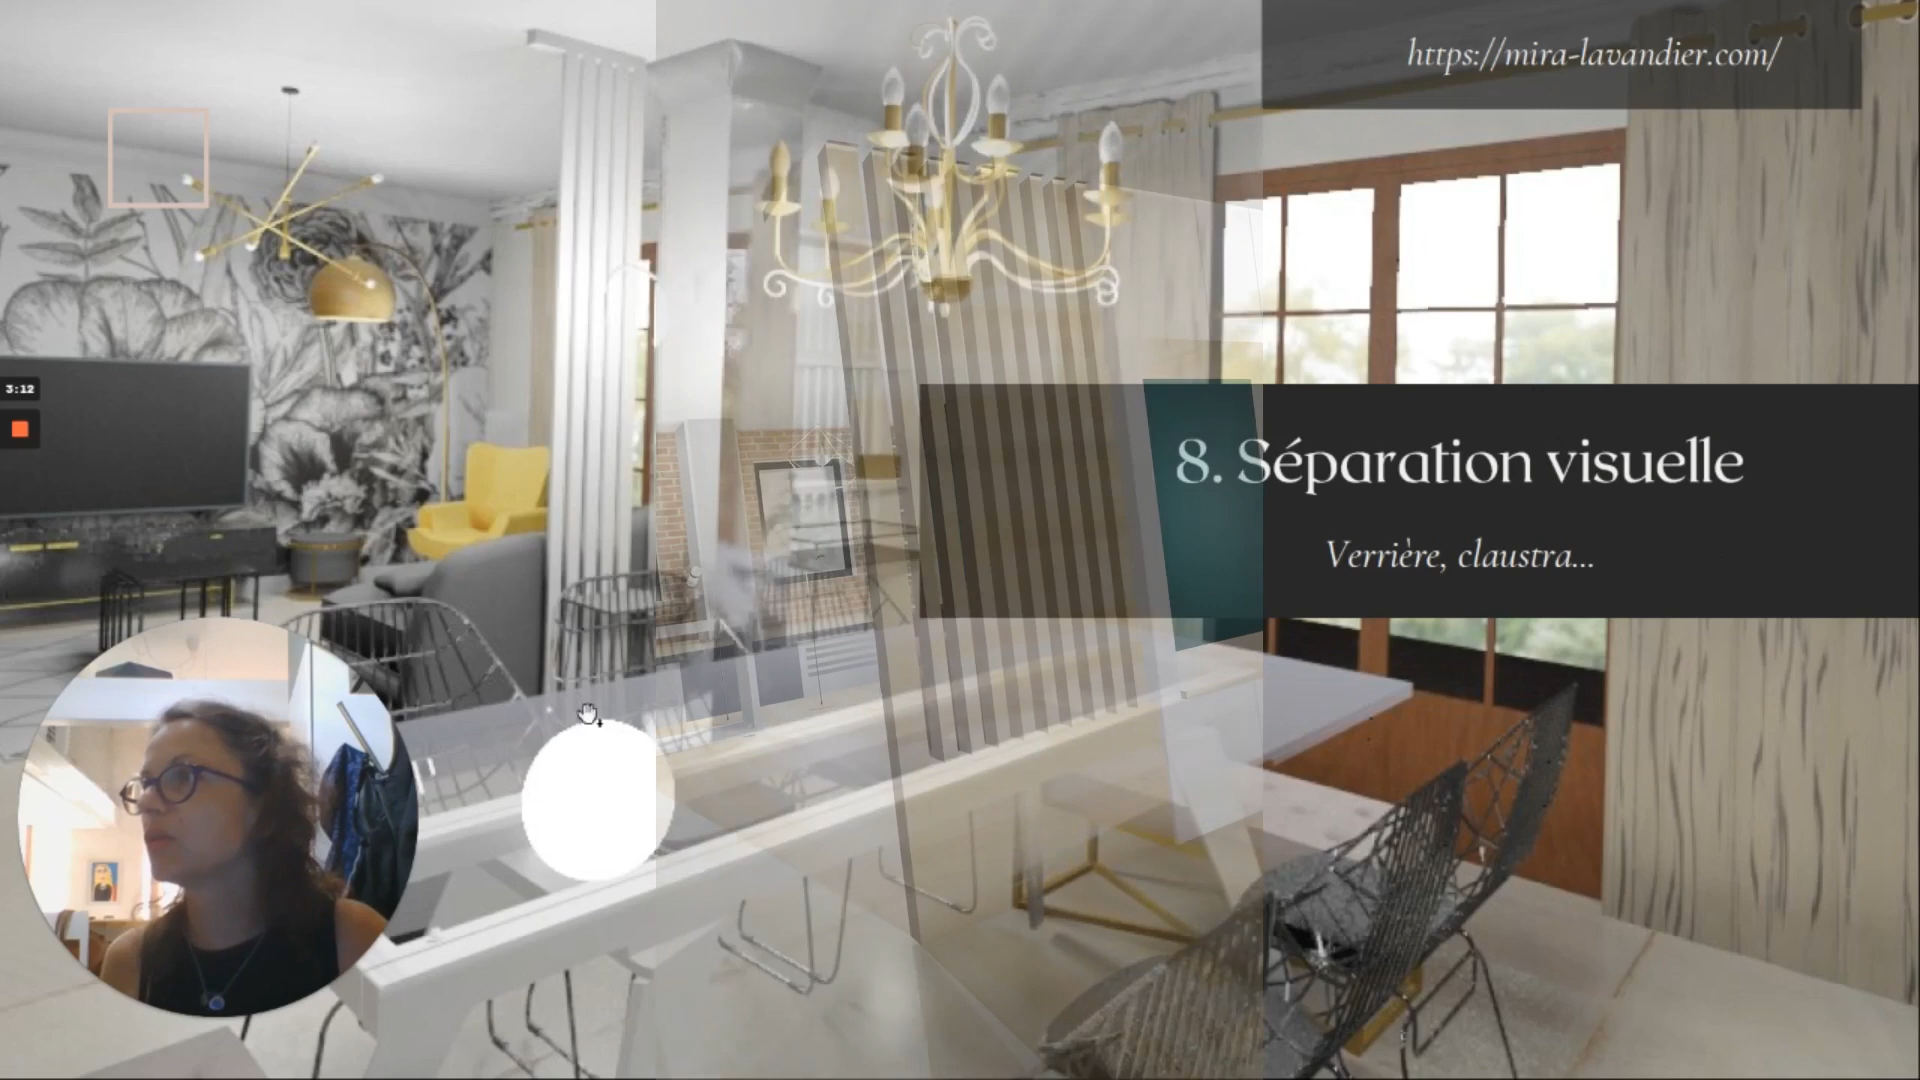 https://mira-lavandier.com/
3:12
8. Séparation visuelle
Verrière, claustra...